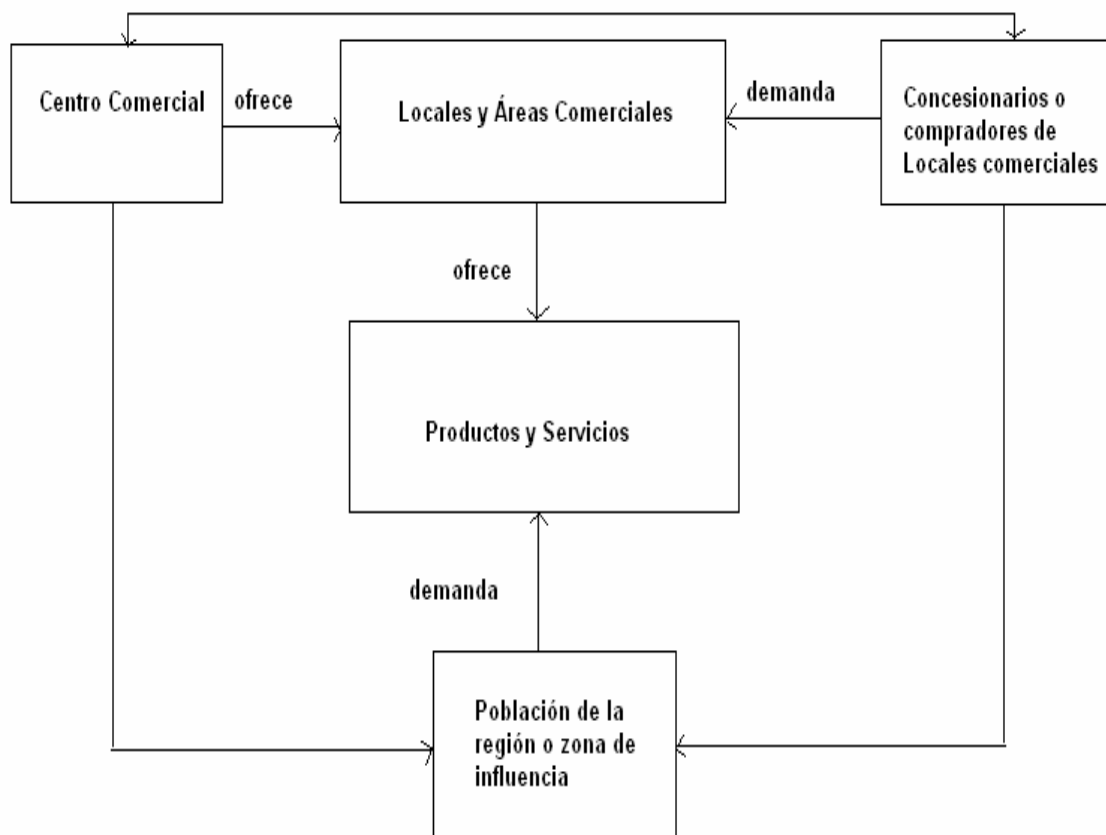 Centro Comercial
ofrece
Locales y Áreas Comerciales
demanda
Concesionarios o
compradores de
Locales comerciales
ofrece
Productos y Servicios
demanda
Población de la
región o zona de
influencia